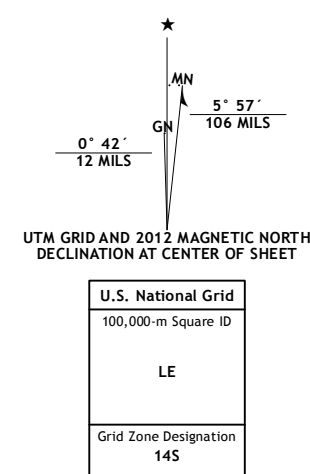 ★
MN
5° 57´
106 MILS
GN
0° 42´
12 MILS
UTM GRID AND 2012 MAGNETIC NORTH
DECLINATION AT CENTER OF SHEET
U.S. National Grid
100,000-m Square ID
LE
Grid Zone Designation
14S